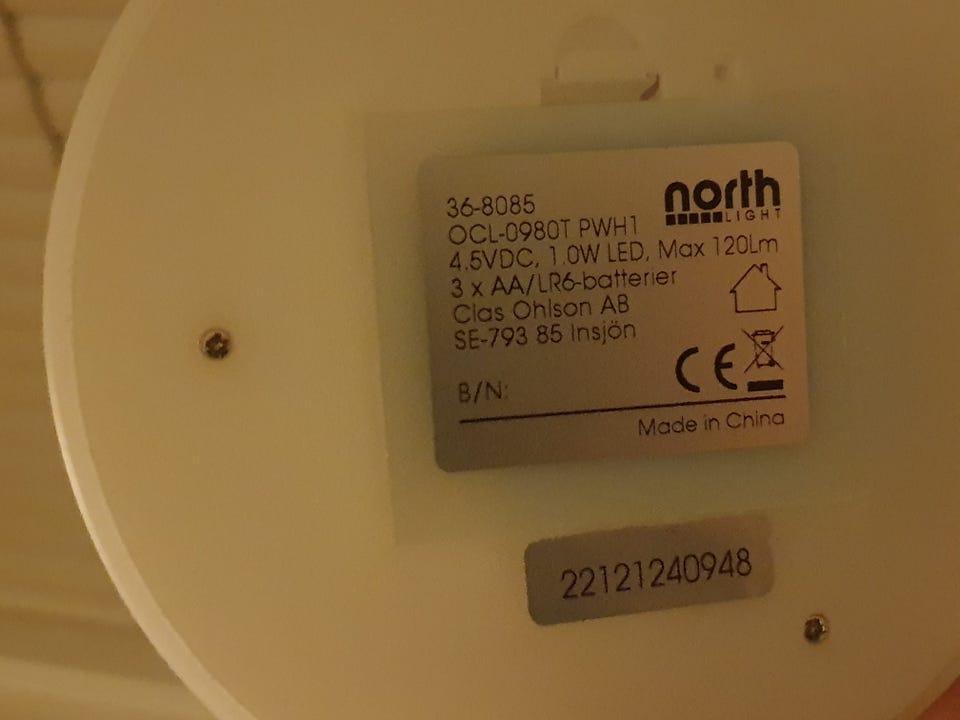 north
LIGHT
36-8085
OCL-0980T PWH1
4.5VDC, 1.0W LED, Max 120Lm
3 x AA/LR6-batterier
Clas Ohlson AB
SE-793 85 Insjön
CE
B/N:
Made in China
22121240948